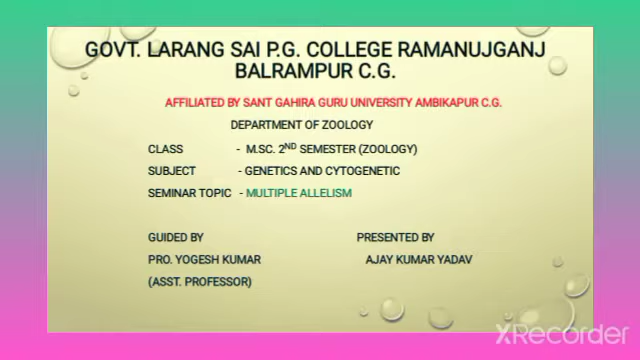 GOVT. LARANG SAI P.G. COLLEGE RAMANUJGANJ
BALRAMPUR C.G.
AFFILIATED BY SANT GAHIRA GURU UNIVERSITY AMBIKAPUR C.G.
DEPARTMENT OF ZOOLOGY
CLASS - M.SC. 2ND SEMESTER (ZOOLOGY)
SUBJECT - GENETICS AND CYTOGENETIC
SEMINAR TOPIC - MULTIPLE ALLELISM
GUIDED BY PRESENTED BY
PRO. YOGESH KUMAR AJAY KUMAR YADAV
(ASST. PROFESSOR)
XRecorder